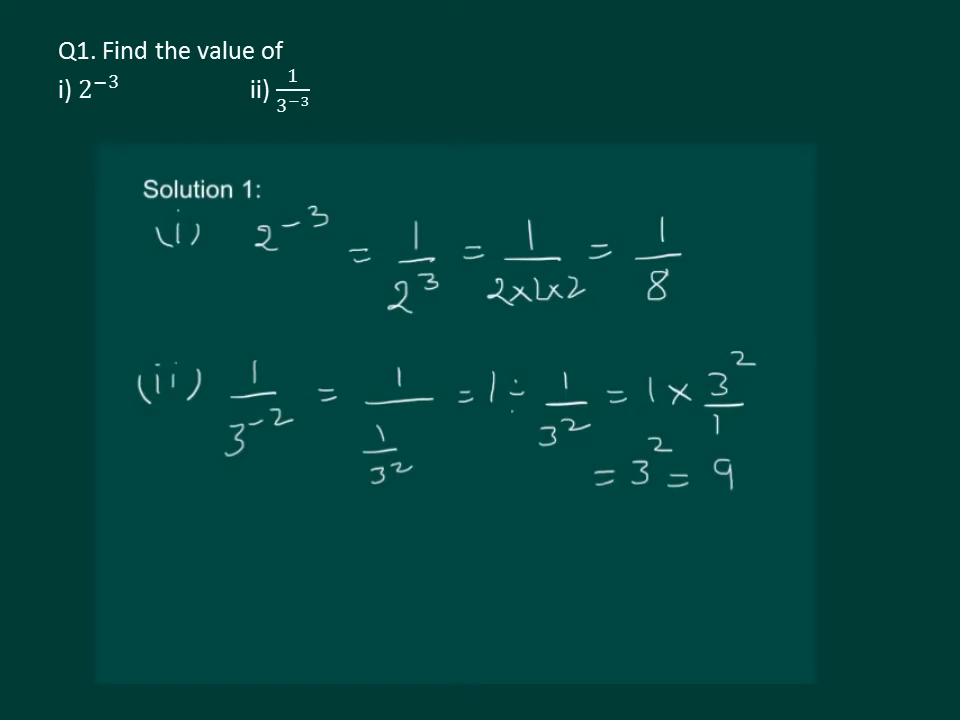 Q1. Find the value of
i) 2⁻³ ii) 1/3⁻³
Solution 1:
(i) 2⁻³ = 1/2³ = 1/(2×2×2) = 1/8
(ii) 1/3⁻² = 1/(1/3²) = 1 ÷ 1/3² = 1 × 3²/1
= 3² = 9